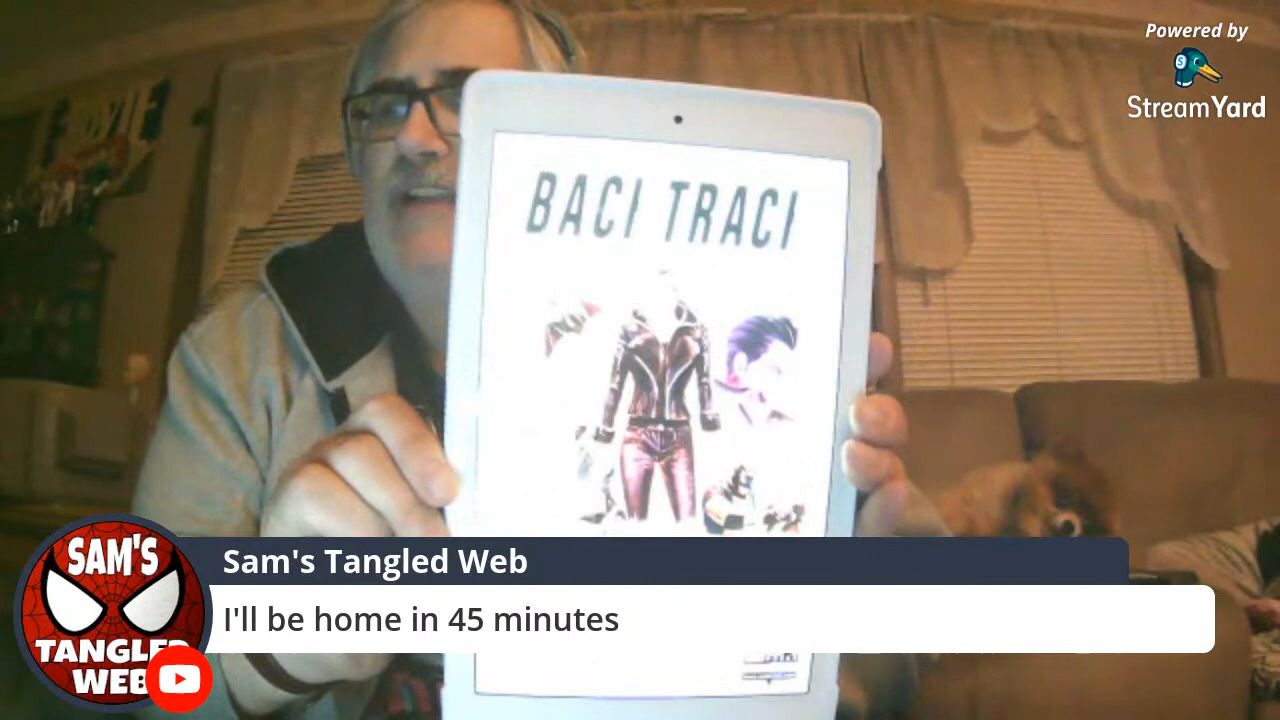 Powered by
StreamYard
BACI TRACI
Sam's Tangled Web
I'll be home in 45 minutes
SAM'S
TANGLED
WEB